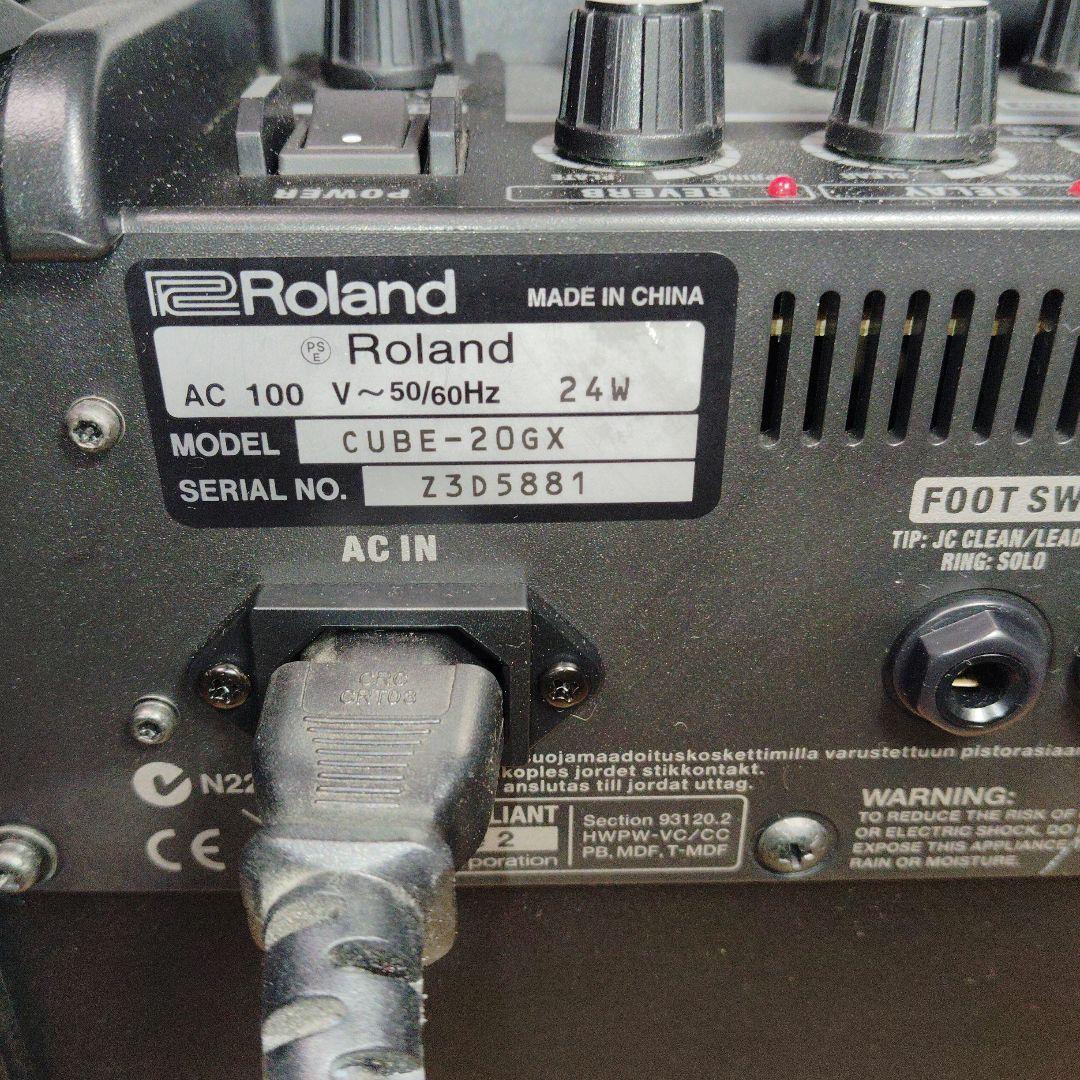 POWER
REVERB
DELAY
Roland
MADE IN CHINA
PS
E
Roland
AC 100 V~50/60Hz 24W
MODEL CUBE-20GX
SERIAL NO. Z3D5881
AC IN
FOOT SW
TIP: JC CLEAN/LEAD
RING: SOLO
CRC
CRT03
suojamaadoituskoskettimilla varustettuun pistorasiaa
koples jordet stikkontakt.
anslutas till jordat uttag.
N22
CE
LIANT
2
poration
Section 93120.2
HWPW-VC/CC
PB, MDF, T-MDF
WARNING:
TO REDUCE THE RISK OF
OR ELECTRIC SHOCK, DO
EXPOSE THIS APPLIANCE
RAIN OR MOISTURE.